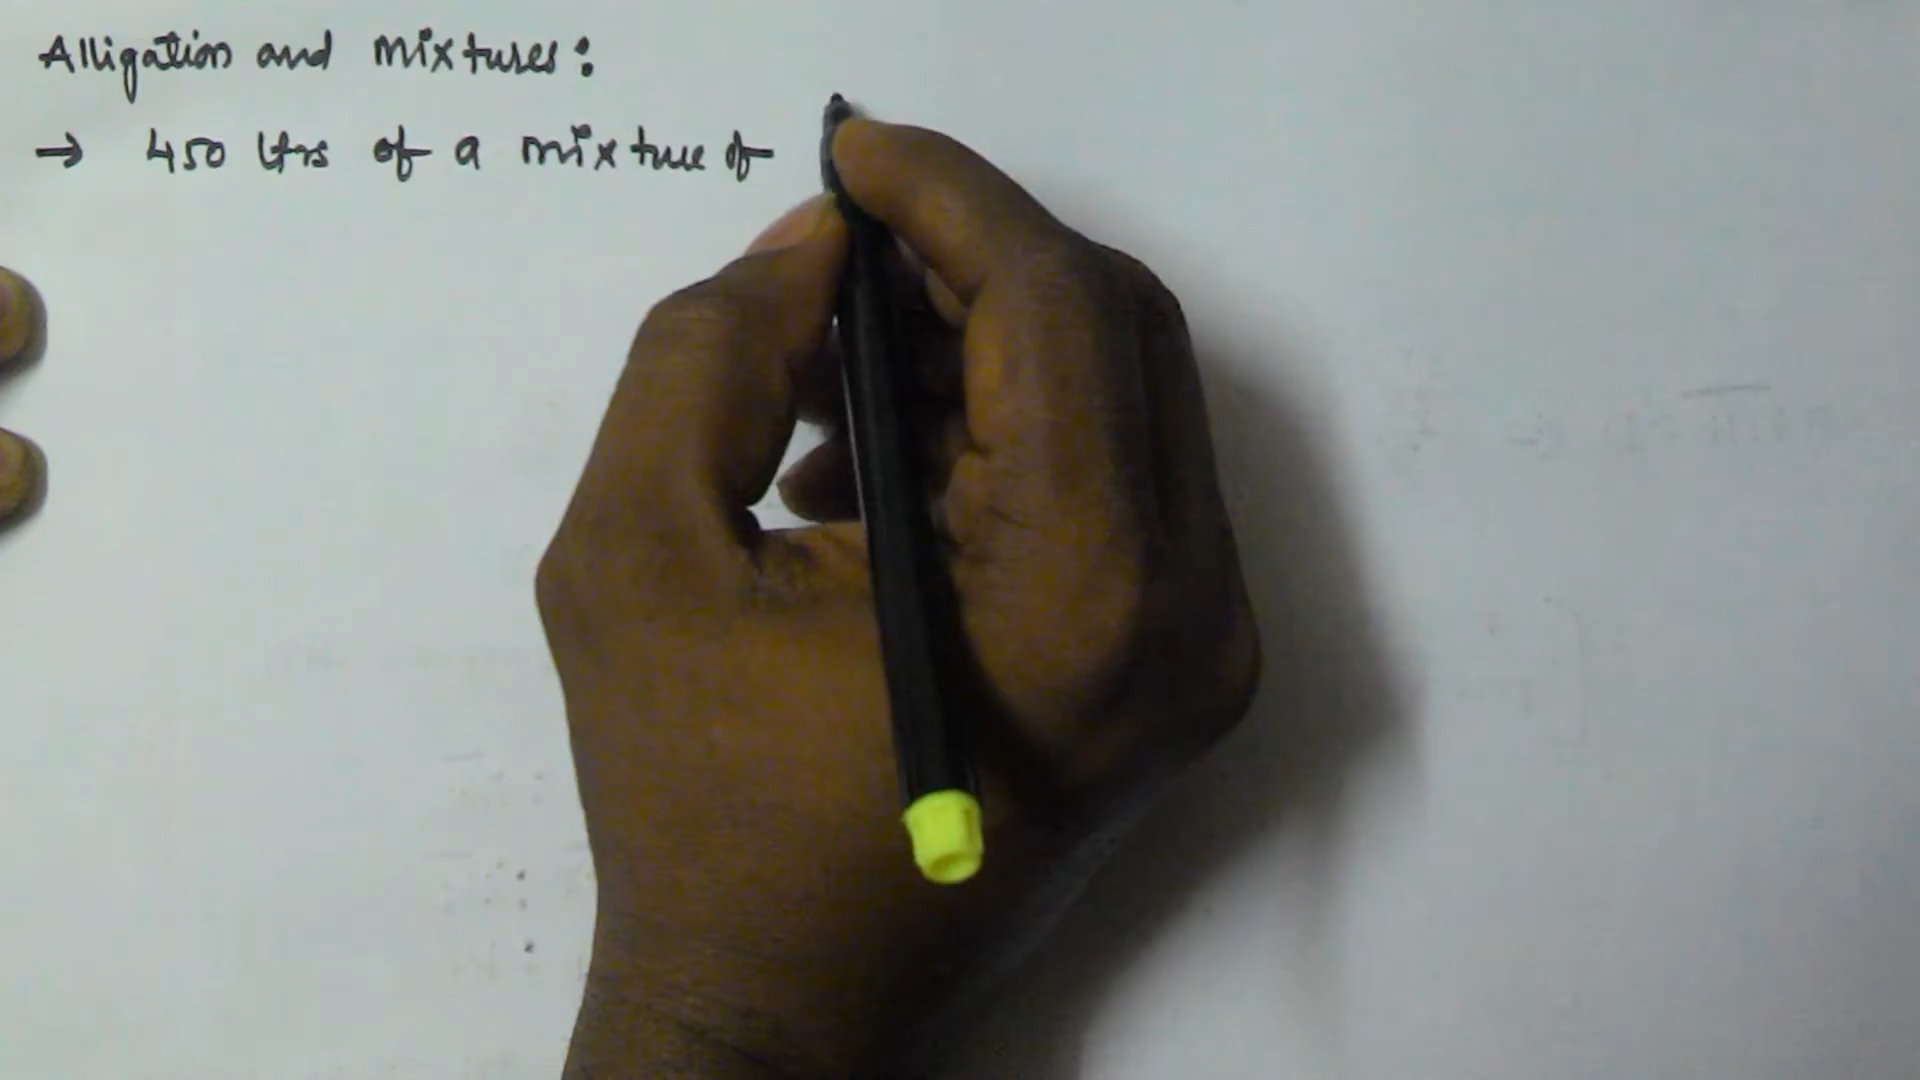 Alligation and mixtures:
→ 450 ltrs of a mixture of